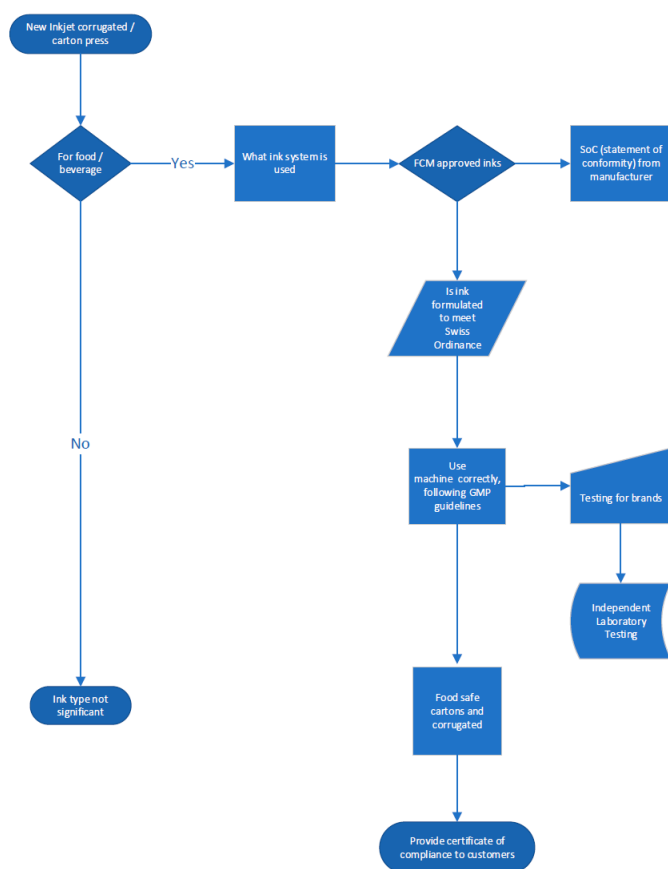 New Inkjet corrugated /
carton press
For food /
beverage
Yes
What ink system is
used
FCM approved inks
SoC (statement of
conformity) from
manufacturer
Is ink
formulated
to meet
Swiss
Ordinance
No
Use
machine correctly,
following GMP
guidelines
Testing for brands
Independent
Laboratory
Testing
Ink type not
significant
Food safe
cartons and
corrugated
Provide certificate of
compliance to customers